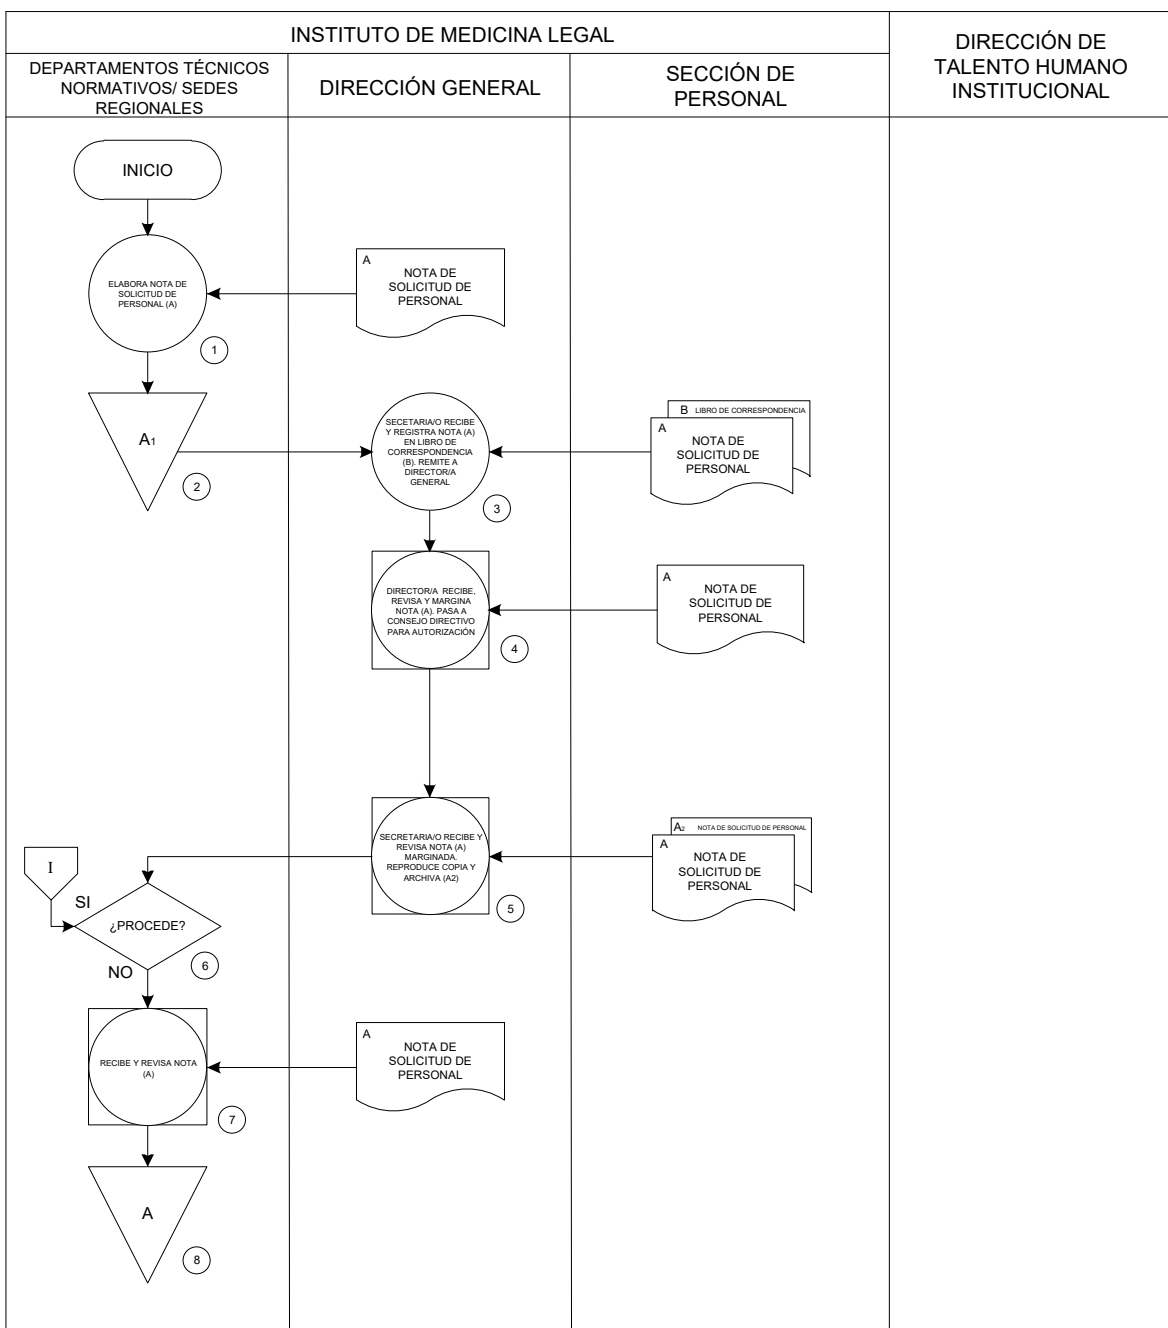 INSTITUTO DE MEDICINA LEGAL
DIRECCIÓN DE
TALENTO HUMANO
INSTITUCIONAL
DEPARTAMENTOS TÉCNICOS
NORMATIVOS/ SEDES
REGIONALES
DIRECCIÓN GENERAL
SECCIÓN DE
PERSONAL
INICIO
ELABORA NOTA DE
SOLICITUD DE
PERSONAL (A)
1
A
NOTA DE
SOLICITUD DE
PERSONAL
A1
2
SECETARIA/O RECIBE
Y REGISTRA NOTA (A)
EN LIBRO DE
CORRESPONDENCIA
(B). REMITE A
DIRECTOR/A
GENERAL
3
B LIBRO DE CORRESPONDENCIA
A
NOTA DE
SOLICITUD DE
PERSONAL
DIRECTOR/A RECIBE,
REVISA Y MARGINA
NOTA (A). PASA A
CONSEJO DIRECTIVO
PARA AUTORIZACIÓN
4
A
NOTA DE
SOLICITUD DE
PERSONAL
SECRETARIA/O RECIBE Y
REVISA NOTA (A)
MARGINADA.
REPRODUCE COPIA Y
ARCHIVA (A2)
5
A2 NOTA DE SOLICITUD DE PERSONAL
A
NOTA DE
SOLICITUD DE
PERSONAL
I
SI
¿PROCEDE?
NO
6
RECIBE Y REVISA NOTA
(A)
7
A
NOTA DE
SOLICITUD DE
PERSONAL
A
8